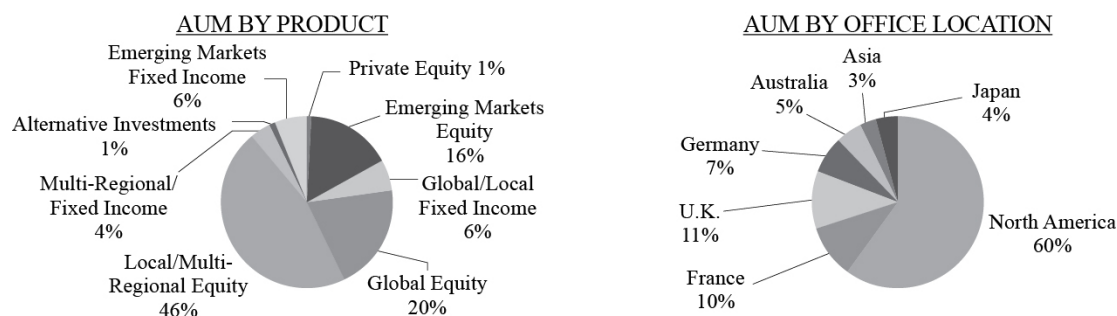 AUM BY PRODUCT
Emerging Markets
Fixed Income
6%
Private Equity 1%
Alternative Investments
1%
Emerging Markets
Equity
16%
Multi-Regional/
Fixed Income
4%
Global/Local
Fixed Income
6%
Local/Multi-
Regional Equity
46%
Global Equity
20%
AUM BY OFFICE LOCATION
Asia
3%
Australia
5%
Japan
4%
Germany
7%
U.K.
11%
North America
60%
France
10%